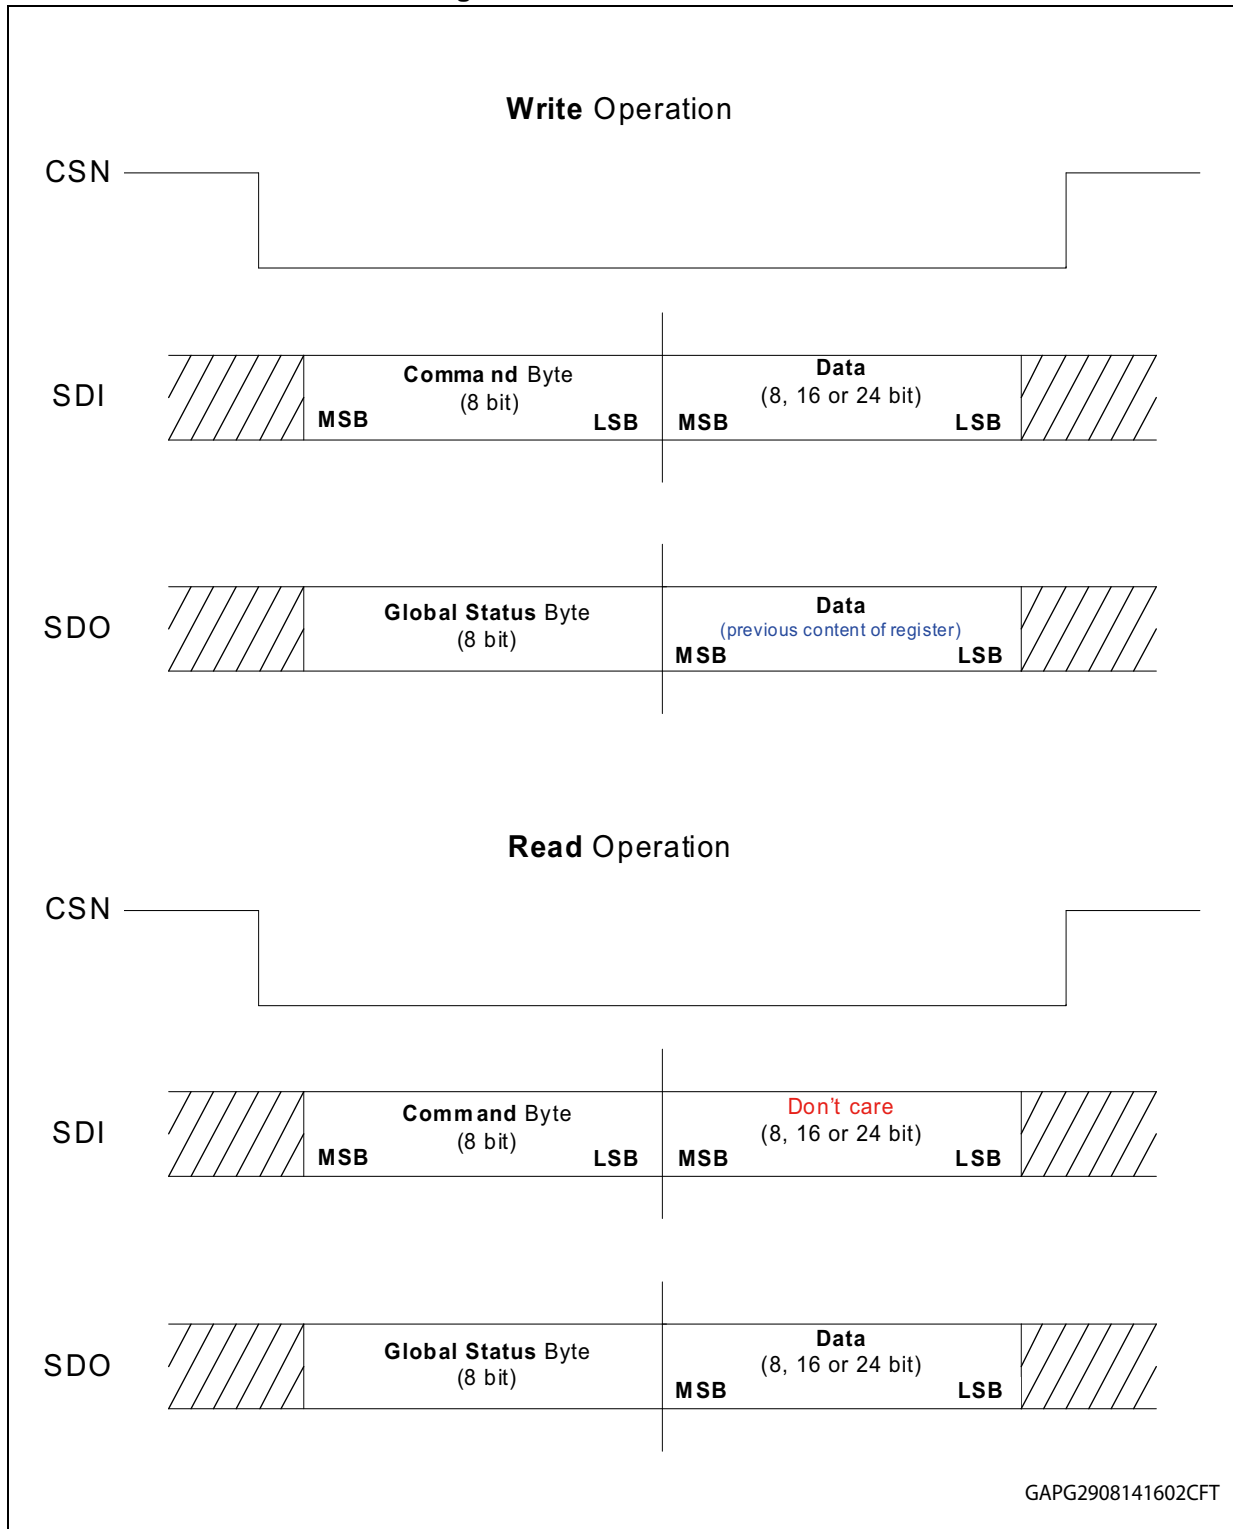 Write Operation
CSN
SDI
Command Byte
(8 bit)
MSB
LSB
Data
(8, 16 or 24 bit)
MSB
LSB
SDO
Global Status Byte
(8 bit)
Data
(previous content of register)
MSB
LSB
Read Operation
CSN
SDI
Command Byte
(8 bit)
MSB
LSB
Don't care
(8, 16 or 24 bit)
MSB
LSB
SDO
Global Status Byte
(8 bit)
Data
(8, 16 or 24 bit)
MSB
LSB
GAPG2908141602CFT